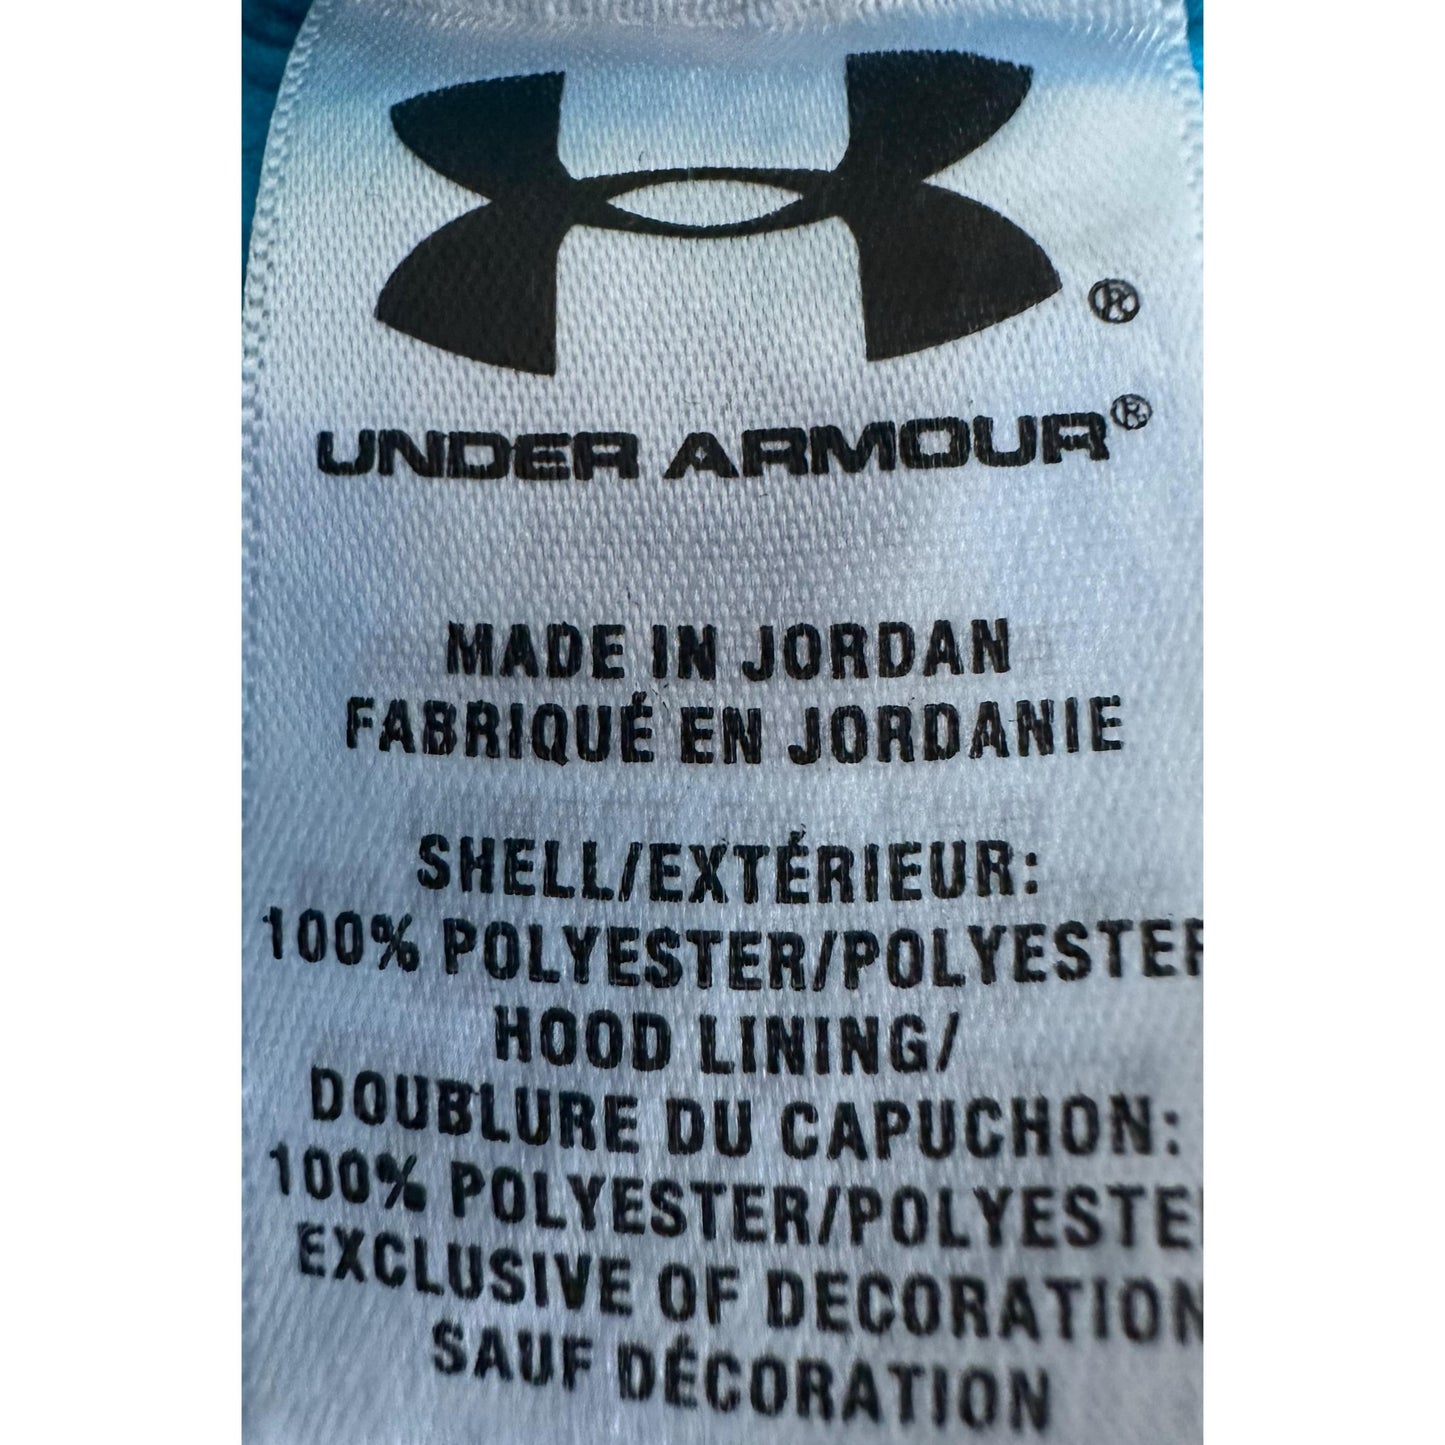 ®
UNDER ARMOUR®
MADE IN JORDAN
FABRIQUÉ EN JORDANIE
SHELL/EXTÉRIEUR:
100% POLYESTER/POLYESTER
HOOD LINING/
DOUBLURE DU CAPUCHON:
100% POLYESTER/POLYESTE
EXCLUSIVE OF DECORATION
SAUF DÉCORATION